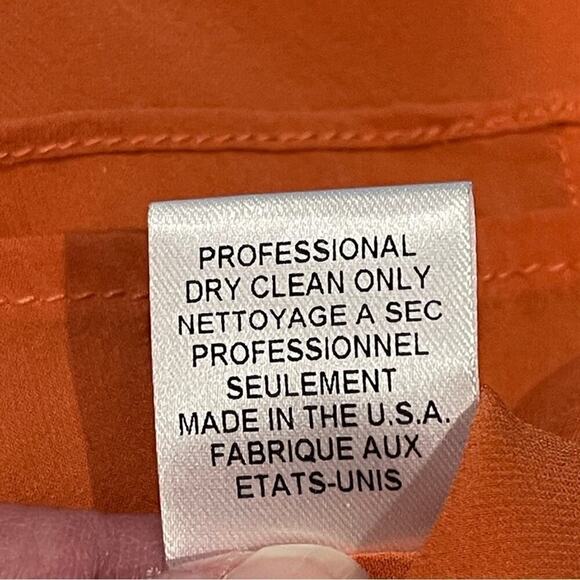 PROFESSIONAL
DRY CLEAN ONLY
NETTOYAGE A SEC
PROFESSIONNEL
SEULEMENT
MADE IN THE U.S.A.
FABRIQUE AUX
ETATS-UNIS